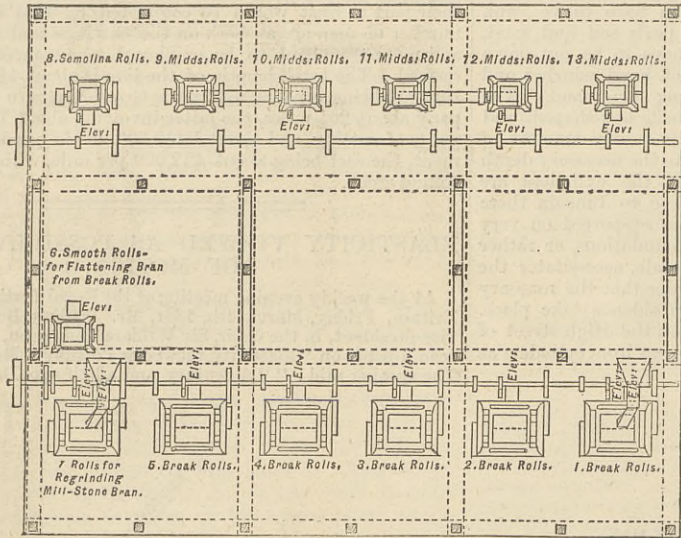 8. Semolina Rolls. 9. Midds: Rolls. 10. Midds: Rolls. 11. Midds: Rolls. 12. Midds: Rolls. 13. Midds: Rolls.
Elev: Elev: Elev: Elev: Elev:
6. Smooth Rolls-
for Flattening Bran
from Break Rolls.
Elev:
Elev: Elev: Elev: Elev: Elev: Elev: Elev: Elev:
7 Rolls for
Regrinding
Mill-Stone Bran.
5. Break Rolls. 4. Break Rolls, 3. Break Rolls. 2. Break Rolls. 1. Break Rolls.